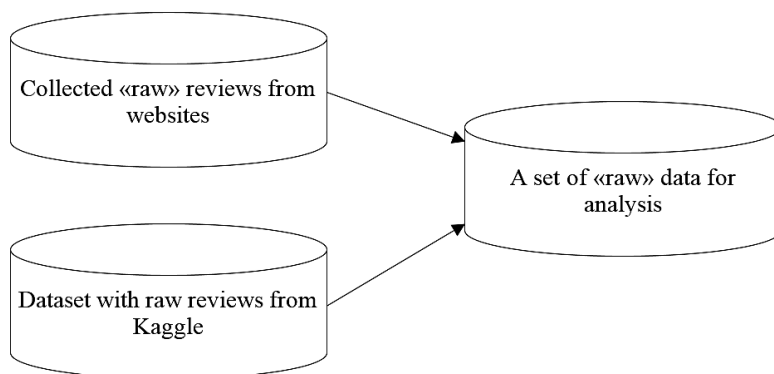 Collected «raw» reviews from
websites
A set of «raw» data for
analysis
Dataset with raw reviews from
Kaggle